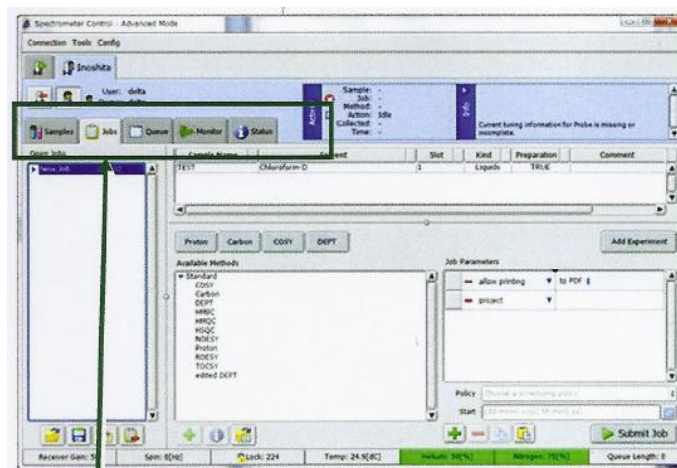 Spectrometer Control - Advanced Mode
Connection Tools Config
Inoshita
User: delta
Sample: -
Job: -
Method: -
Action: Idle
Collected: -
Time: -
Info
Current tuning information for Probe is missing or incomplete.
Samples Jobs Queue Monitor Status
Open Jobs
Sample Name Slot Kind Preparation Comment
New Job
TEST Chloroform-D 1 Liquids TRUE
Proton Carbon COSY DEPT Add Experiment
Available Methods Job Parameters
Standard
COSY
Carbon
DEPT
HMBC
HMQC
HSQC
NOESY
Proton
ROESY
TOCSY
edited DEPT
allow printing to PDF
project
Policy Choose a scheduling policy
Start
Submit Job
Receiver Gain: Spin: 0[Hz] Lock: 224 Temp: 24.9[dC] Helium: 50[%] Nitrogen: 75[%] Queue Length: 0